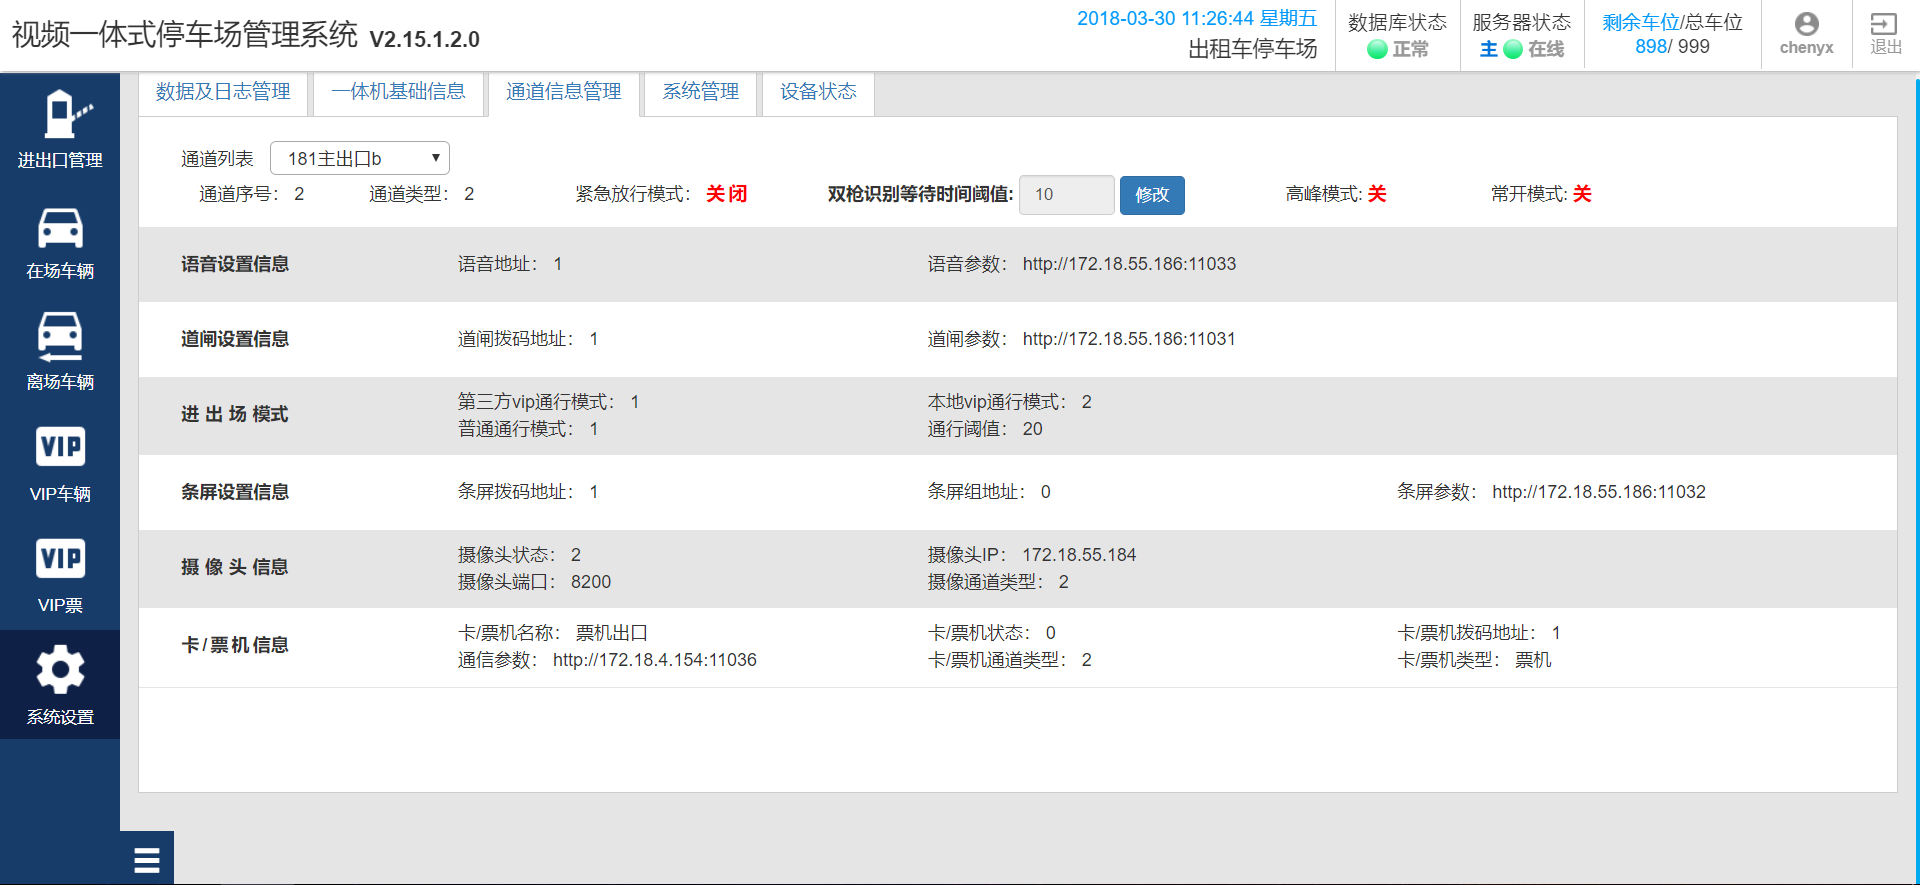 视频一体式停车场管理系统 V2.15.1.2.0
2018-03-30 11:26:44 星期五
出租车停车场
数据库状态
正常
服务器状态
主 在线
剩余车位/总车位
898/ 999
chenyx
退出
进出口管理
在场车辆
离场车辆
VIP
VIP车辆
VIP
VIP票
系统设置
数据及日志管理 一体机基础信息 通道信息管理 系统管理 设备状态
通道列表 181主出口b
通道序号： 2 通道类型： 2 紧急放行模式： 关闭 双枪识别等待时间阈值: 10 修改 高峰模式: 关 常开模式: 关
语音设置信息 语音地址： 1 语音参数： http://172.18.55.186:11033
道闸设置信息 道闸拨码地址： 1 道闸参数： http://172.18.55.186:11031
进 出 场 模式
第三方vip通行模式： 1 本地vip通行模式： 2
普通通行模式： 1 通行阈值： 20
条屏设置信息 条屏拨码地址： 1 条屏组地址： 0 条屏参数： http://172.18.55.186:11032
摄 像 头 信息
摄像头状态： 2 摄像头IP： 172.18.55.184
摄像头端口： 8200 摄像通道类型： 2
卡/票机信息
卡/票机名称： 票机出口 卡/票机状态： 0 卡/票机拨码地址： 1
通信参数： http://172.18.4.154:11036 卡/票机通道类型： 2 卡/票机类型： 票机